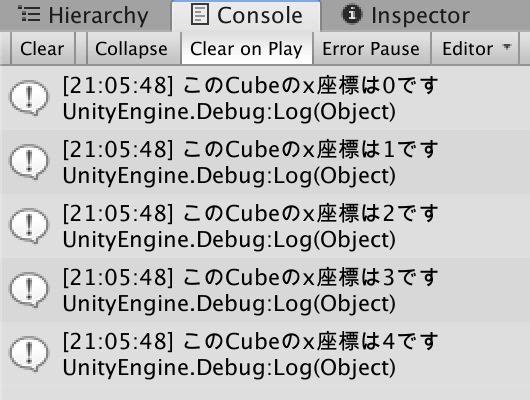 Hierarchy Console Inspector
Clear Collapse Clear on Play Error Pause Editor
[21:05:48] このCubeのx座標は0です
UnityEngine.Debug:Log(Object)
[21:05:48] このCubeのx座標は1です
UnityEngine.Debug:Log(Object)
[21:05:48] このCubeのx座標は2です
UnityEngine.Debug:Log(Object)
[21:05:48] このCubeのx座標は3です
UnityEngine.Debug:Log(Object)
[21:05:48] このCubeのx座標は4です
UnityEngine.Debug:Log(Object)